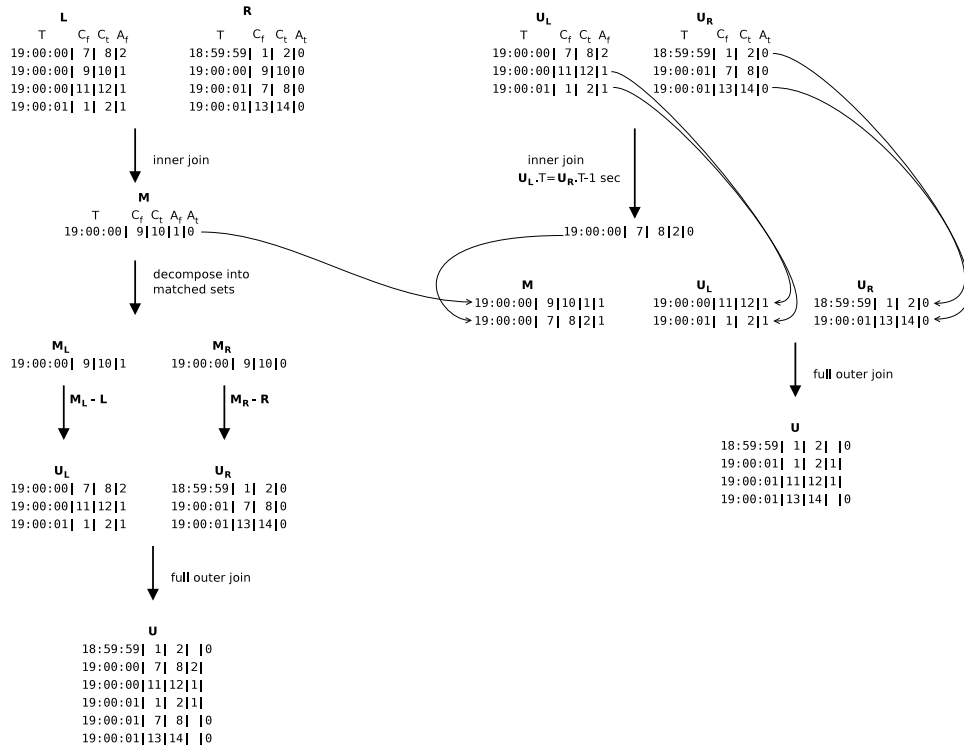 L
T C_f C_t A_f
19:00:00| 7| 8|2
19:00:00| 9|10|1
19:00:00|11|12|1
19:00:01| 1| 2|1
R
T C_f C_t A_t
18:59:59| 1| 2|0
19:00:00| 9|10|0
19:00:01| 7| 8|0
19:00:01|13|14|0
inner join
M
T C_f C_t A_f A_t
19:00:00| 9|10|1|0
decompose into
matched sets
M_L
19:00:00| 9|10|1
M_R
19:00:00| 9|10|0
M_L - L
M_R - R
U_L
19:00:00| 7| 8|2
19:00:00|11|12|1
19:00:01| 1| 2|1
U_R
18:59:59| 1| 2|0
19:00:01| 7| 8|0
19:00:01|13|14|0
full outer join
U
18:59:59| 1| 2| |0
19:00:00| 7| 8|2|
19:00:00|11|12|1|
19:00:01| 1| 2|1|
19:00:01| 7| 8| |0
19:00:01|13|14| |0
U_L
T C_f C_t A_f
19:00:00| 7| 8|2
19:00:00|11|12|1
19:00:01| 1| 2|1
U_R
T C_f C_t A_t
18:59:59| 1| 2|0
19:00:01| 7| 8|0
19:00:01|13|14|0
inner join
U_L.T=U_R.T-1 sec
19:00:00| 7| 8|2|0
M
19:00:00| 9|10|1|1
19:00:00| 7| 8|2|1
U_L
19:00:00|11|12|1
19:00:01| 1| 2|1
U_R
18:59:59| 1| 2|0
19:00:01|13|14|0
full outer join
U
18:59:59| 1| 2| |0
19:00:01| 1| 2|1|
19:00:01|11|12|1|
19:00:01|13|14| |0